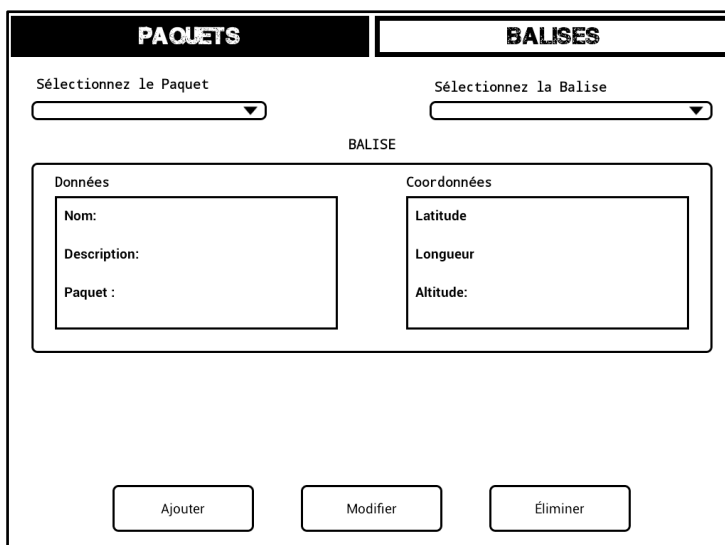 PAQUETS
BALISES
Sélectionnez le Paquet
Sélectionnez la Balise
BALISE
Données
Nom:
Description:
Paquet :
Coordonnées
Latitude
Longueur
Altitude:
Ajouter
Modifier
Éliminer